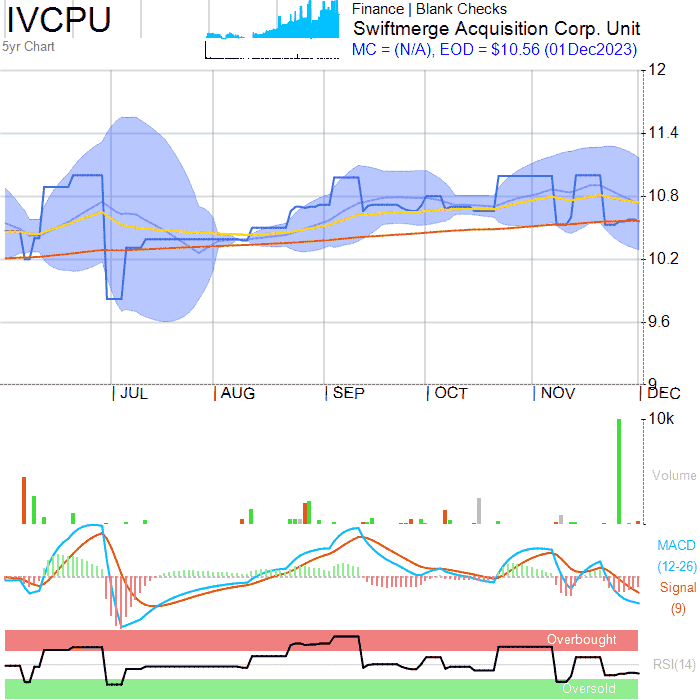 IVCPU
5yr Chart
Finance | Blank Checks
Swiftmerge Acquisition Corp. Unit
MC = (N/A), EOD = $10.56 (01Dec2023)
12
11.4
10.8
10.2
9.6
9
JUL AUG SEP OCT NOV DEC
10k
Volume
MACD
(12-26)
Signal
(9)
Overbought
RSI(14)
Oversold